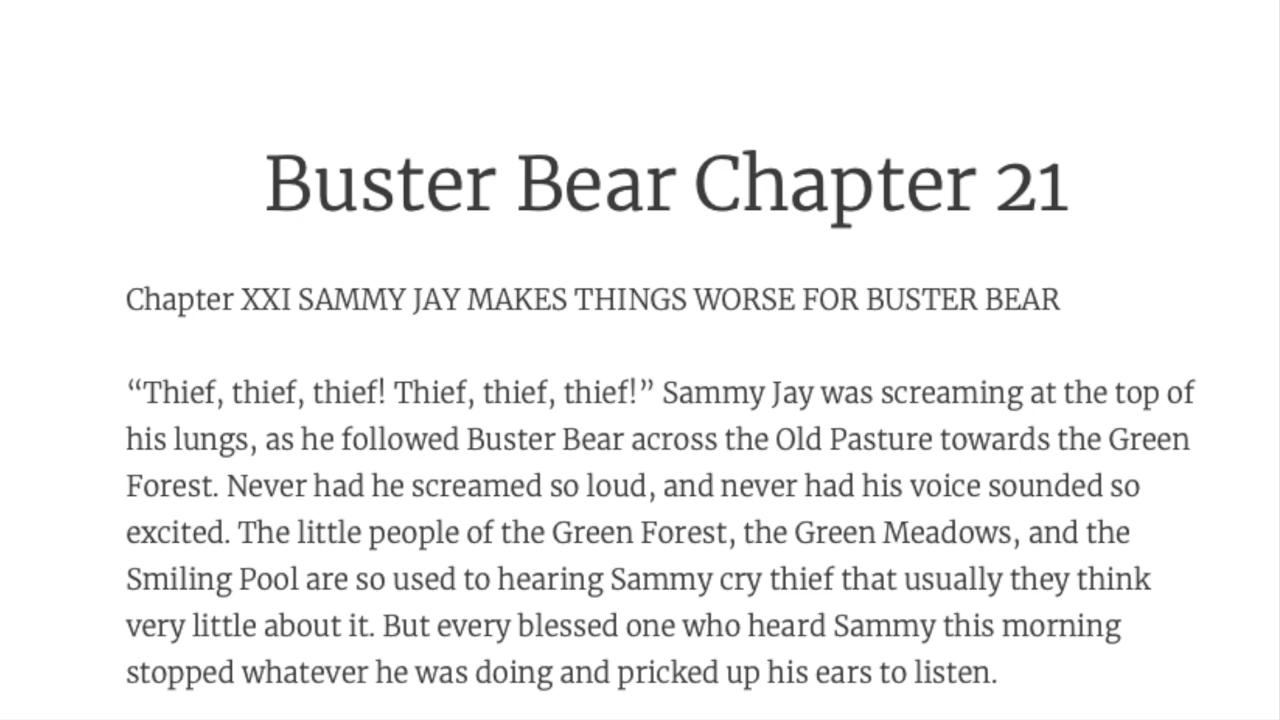 Buster Bear Chapter 21
Chapter XXI SAMMY JAY MAKES THINGS WORSE FOR BUSTER BEAR
“Thief, thief, thief! Thief, thief, thief!” Sammy Jay was screaming at the top of
his lungs, as he followed Buster Bear across the Old Pasture towards the Green
Forest. Never had he screamed so loud, and never had his voice sounded so
excited. The little people of the Green Forest, the Green Meadows, and the
Smiling Pool are so used to hearing Sammy cry thief that usually they think
very little about it. But every blessed one who heard Sammy this morning
stopped whatever he was doing and pricked up his ears to listen.